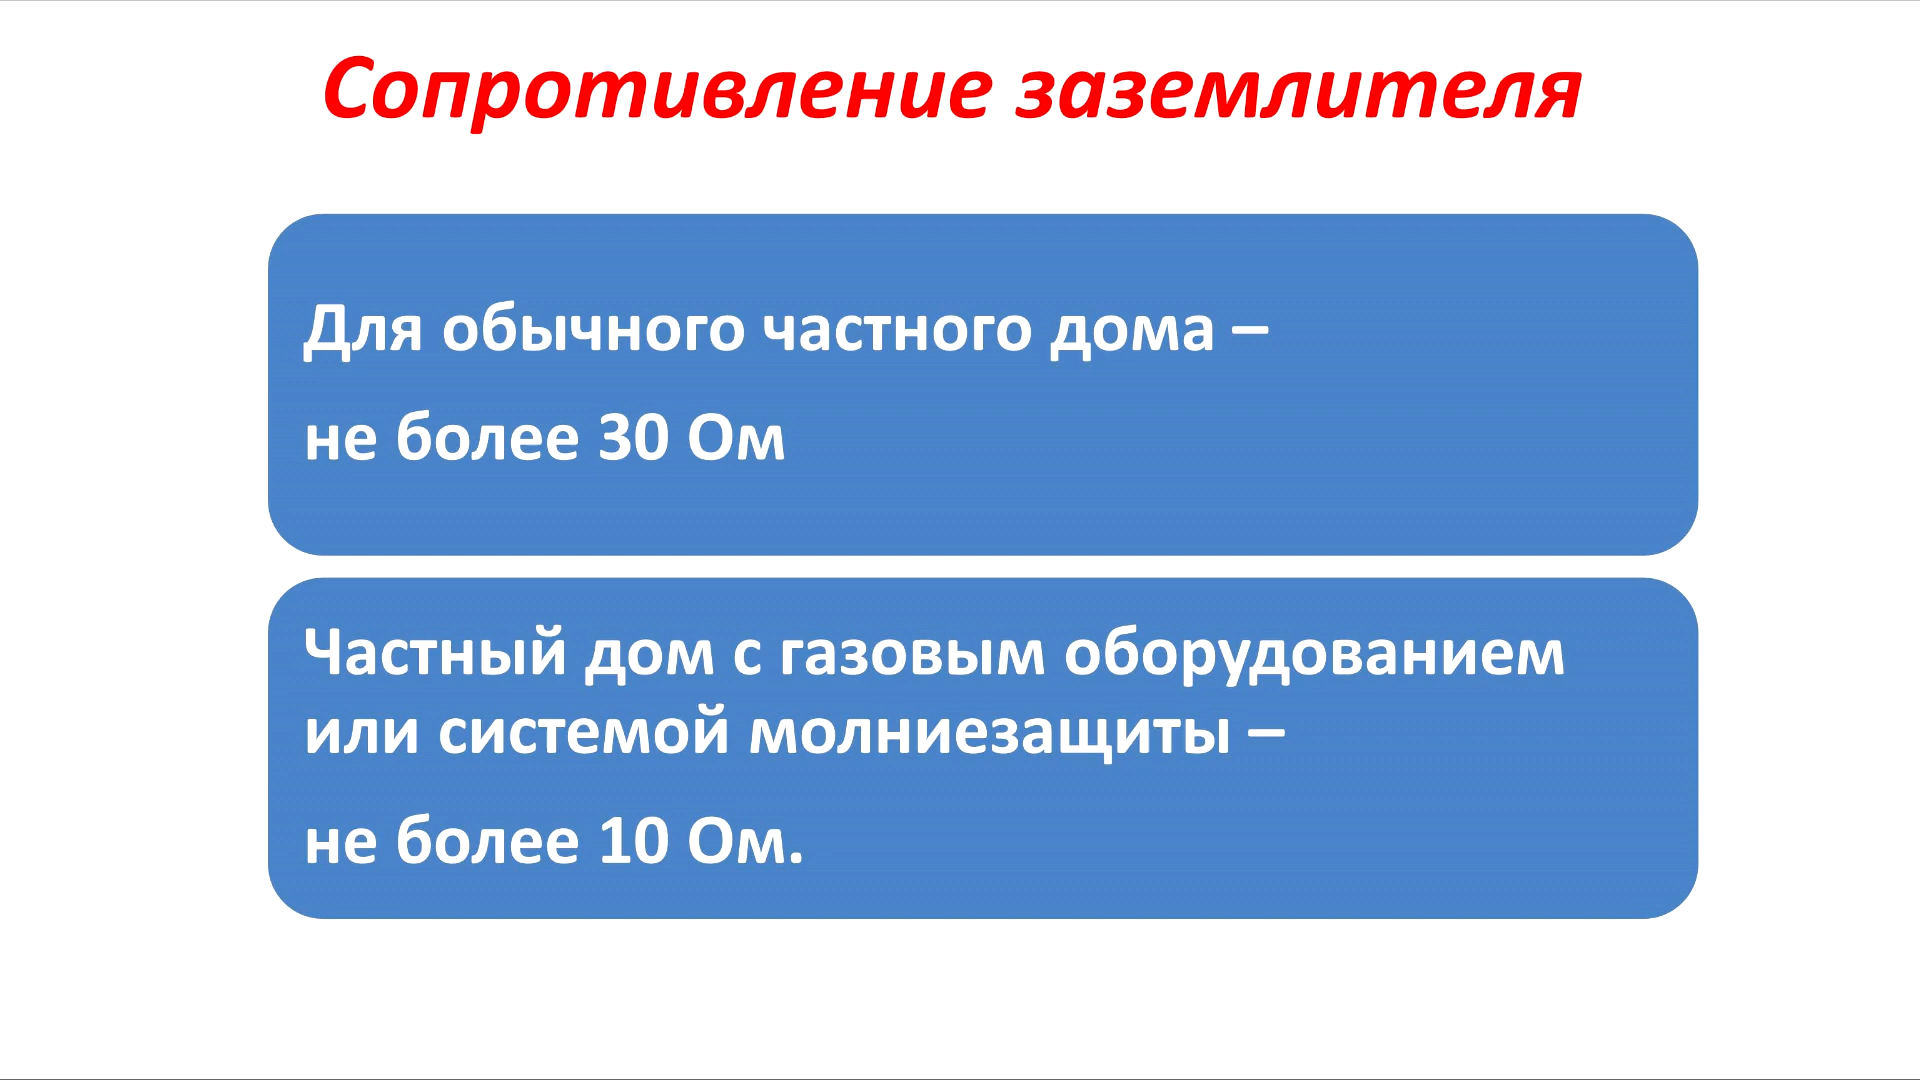 Сопротивление заземлителя
Для обычного частного дома –
не более 30 Ом
Частный дом с газовым оборудованием
или системой молниезащиты –
не более 10 Ом.